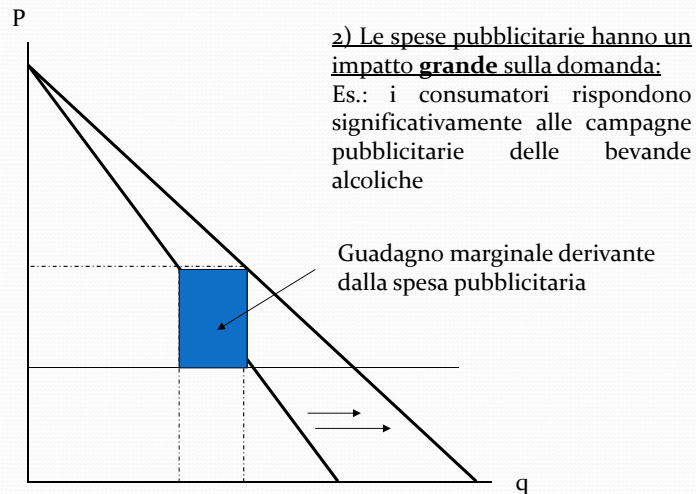 P
2) Le spese pubblicitarie hanno un
impatto grande sulla domanda:
Es.: i consumatori rispondono
significativamente alle campagne
pubblicitarie delle bevande
alcoliche
Guadagno marginale derivante
dalla spesa pubblicitaria
q